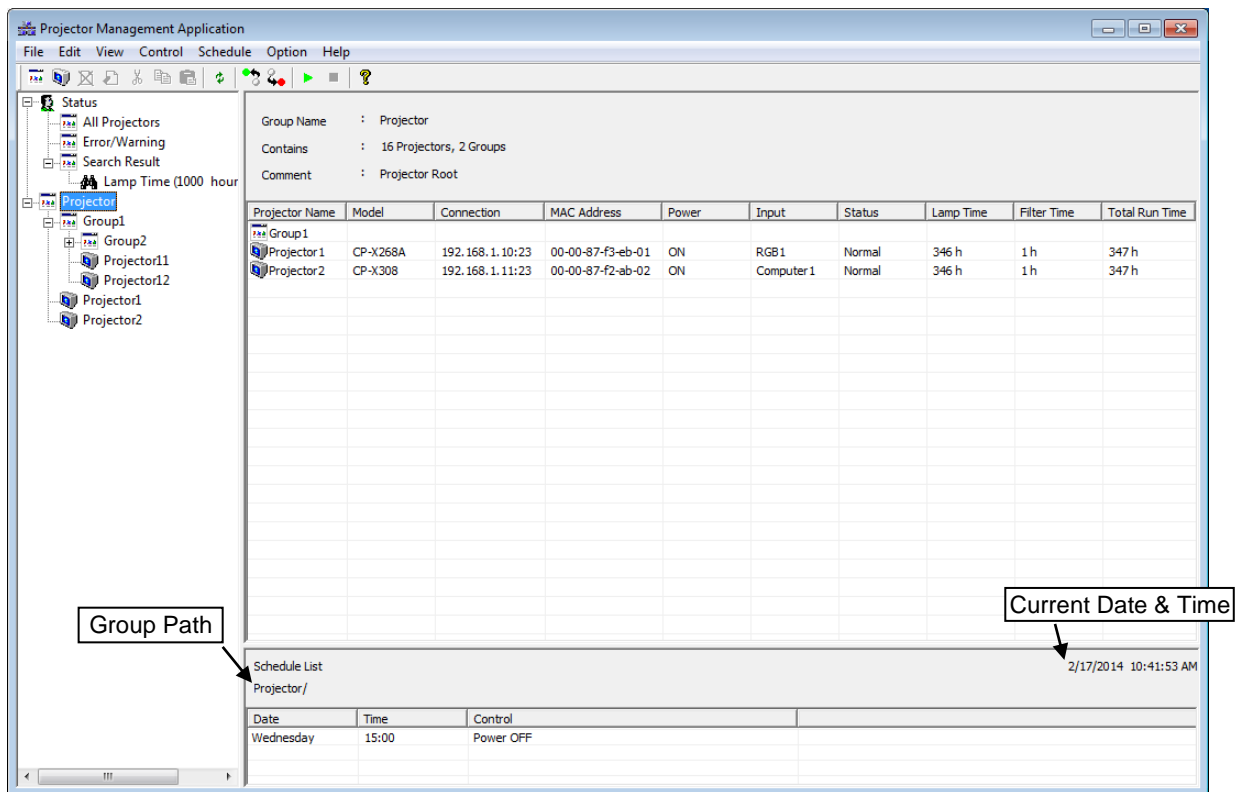 Projector Management Application
File Edit View Control Schedule Option Help
Status
All Projectors
Error/Warning
Search Result
Lamp Time (1000 hour
Projector
Group1
Group2
Projector11
Projector12
Projector1
Projector2
Group Name : Projector
Contains : 16 Projectors, 2 Groups
Comment : Projector Root
Projector Name Model Connection MAC Address Power Input Status Lamp Time Filter Time Total Run Time
Group1
Projector1 CP-X268A 192.168.1.10:23 00-00-87-f3-eb-01 ON RGB1 Normal 346 h 1 h 347 h
Projector2 CP-X308 192.168.1.11:23 00-00-87-f2-ab-02 ON Computer1 Normal 346 h 1 h 347 h
Group Path
Current Date & Time
Schedule List 2/17/2014 10:41:53 AM
Projector/
Date Time Control
Wednesday 15:00 Power OFF